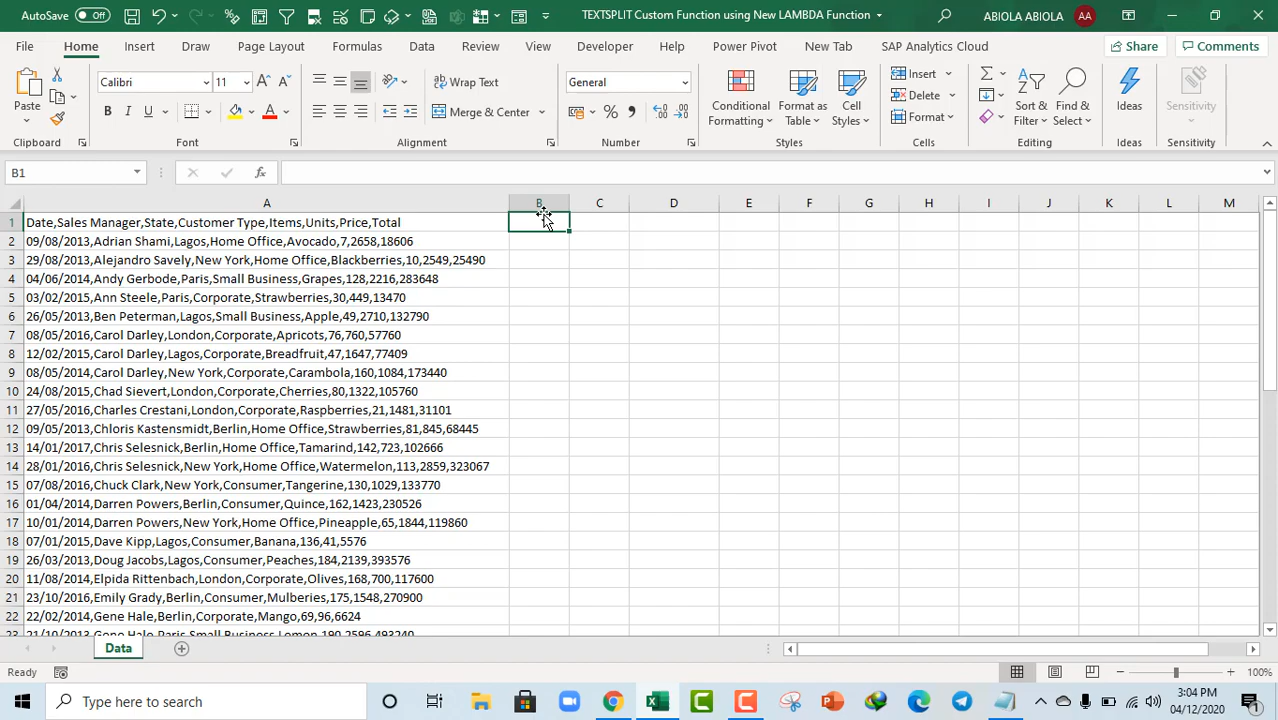 AutoSave Off TEXTSPLIT Custom Function using New LAMBDA Function ABIOLA ABIOLA AA
File Home Insert Draw Page Layout Formulas Data Review View Developer Help Power Pivot New Tab SAP Analytics Cloud Share Comments
Paste Calibri 11 Wrap Text General Conditional Formatting Format as Table Cell Styles Insert Sort & Filter Find & Select Ideas Sensitivity
B I U Merge & Center Delete
Format
Clipboard Font Alignment Number Styles Cells Editing Ideas Sensitivity
B1 fx
A B C D E F G H I J K L M
1 Date,Sales Manager,State,Customer Type,Items,Units,Price,Total
2 09/08/2013,Adrian Shami,Lagos,Home Office,Avocado,7,2658,18606
3 29/08/2013,Alejandro Savely,New York,Home Office,Blackberries,10,2549,25490
4 04/06/2014,Andy Gerbode,Paris,Small Business,Grapes,128,2216,283648
5 03/02/2015,Ann Steele,Paris,Corporate,Strawberries,30,449,13470
6 26/05/2013,Ben Peterman,Lagos,Small Business,Apple,49,2710,132790
7 08/05/2016,Carol Darley,London,Corporate,Apricots,76,760,57760
8 12/02/2015,Carol Darley,Lagos,Corporate,Breadfruit,47,1647,77409
9 08/05/2014,Carol Darley,New York,Corporate,Carambola,160,1084,173440
10 24/08/2015,Chad Sievert,London,Corporate,Cherries,80,1322,105760
11 27/05/2016,Charles Crestani,London,Corporate,Raspberries,21,1481,31101
12 09/05/2013,Chloris Kastensmidt,Berlin,Home Office,Strawberries,81,845,68445
13 14/01/2017,Chris Selesnick,Berlin,Home Office,Tamarind,142,723,102666
14 28/01/2016,Chris Selesnick,New York,Home Office,Watermelon,113,2859,323067
15 07/08/2016,Chuck Clark,New York,Consumer,Tangerine,130,1029,133770
16 01/04/2014,Darren Powers,Berlin,Consumer,Quince,162,1423,230526
17 10/01/2014,Darren Powers,New York,Home Office,Pineapple,65,1844,119860
18 07/01/2015,Dave Kipp,Lagos,Consumer,Banana,136,41,5576
19 26/03/2013,Doug Jacobs,Lagos,Consumer,Peaches,184,2139,393576
20 11/08/2014,Elpida Rittenbach,London,Corporate,Olives,168,700,117600
21 23/10/2016,Emily Grady,Berlin,Consumer,Mulberies,175,1548,270900
22 22/02/2014,Gene Hale,Berlin,Corporate,Mango,69,96,6624
23 21/10/2013,Gene Hale,Paris,Small Business,Lemon,190,2596,493240
Data
Ready 100%
Type here to search 3:04 PM
04/12/2020